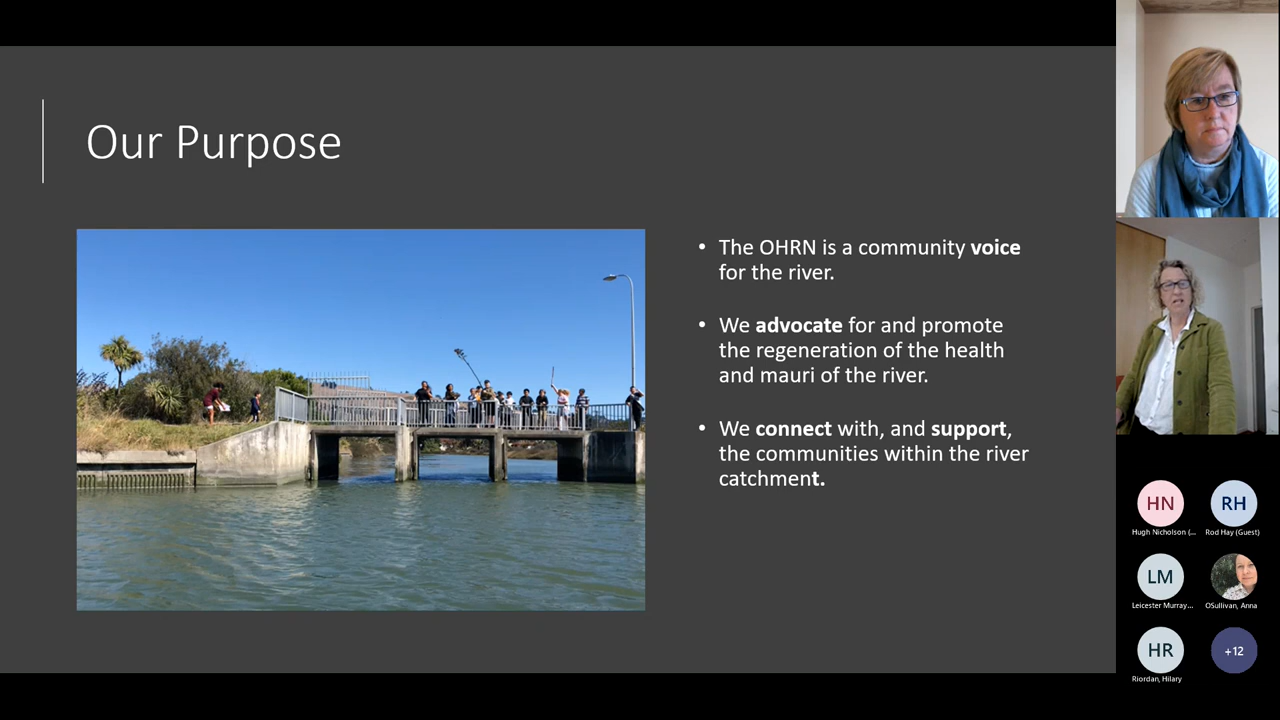 Our Purpose
• The OHRN is a community voice
for the river.
• We advocate for and promote
the regeneration of the health
and mauri of the river.
• We connect with, and support,
the communities within the river
catchment.
HN
RH
Hugh Nicholson (...
Rod Hay (Guest)
LM
Leicester Murray...
OSullivan, Anna
HR
+12
Riordan, Hilary